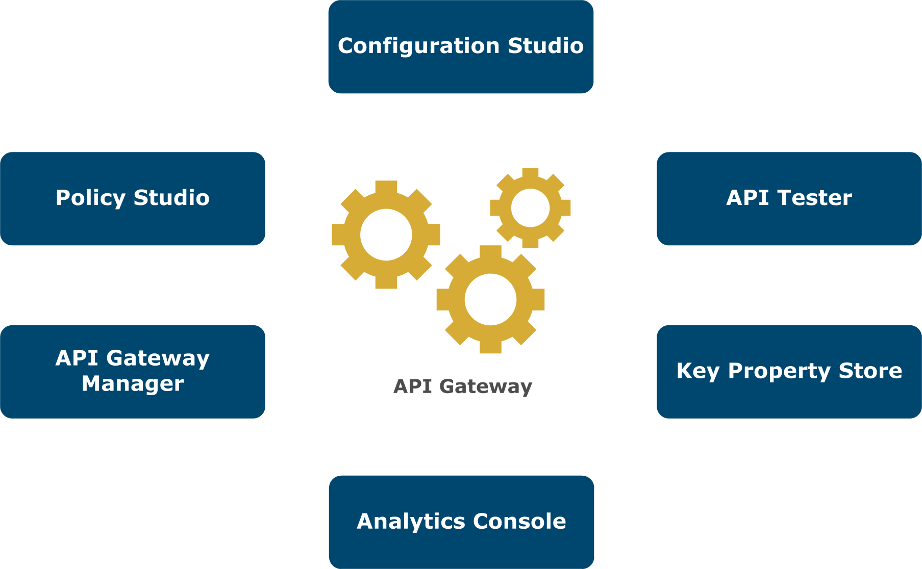 Configuration Studio
Policy Studio
API Tester
API Gateway
Manager
Key Property Store
API Gateway
Analytics Console